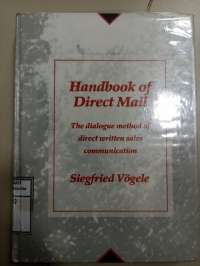 Handbook of
Direct Mail
The dialogue method of
direct written sales
communication
Siegfried Vögele